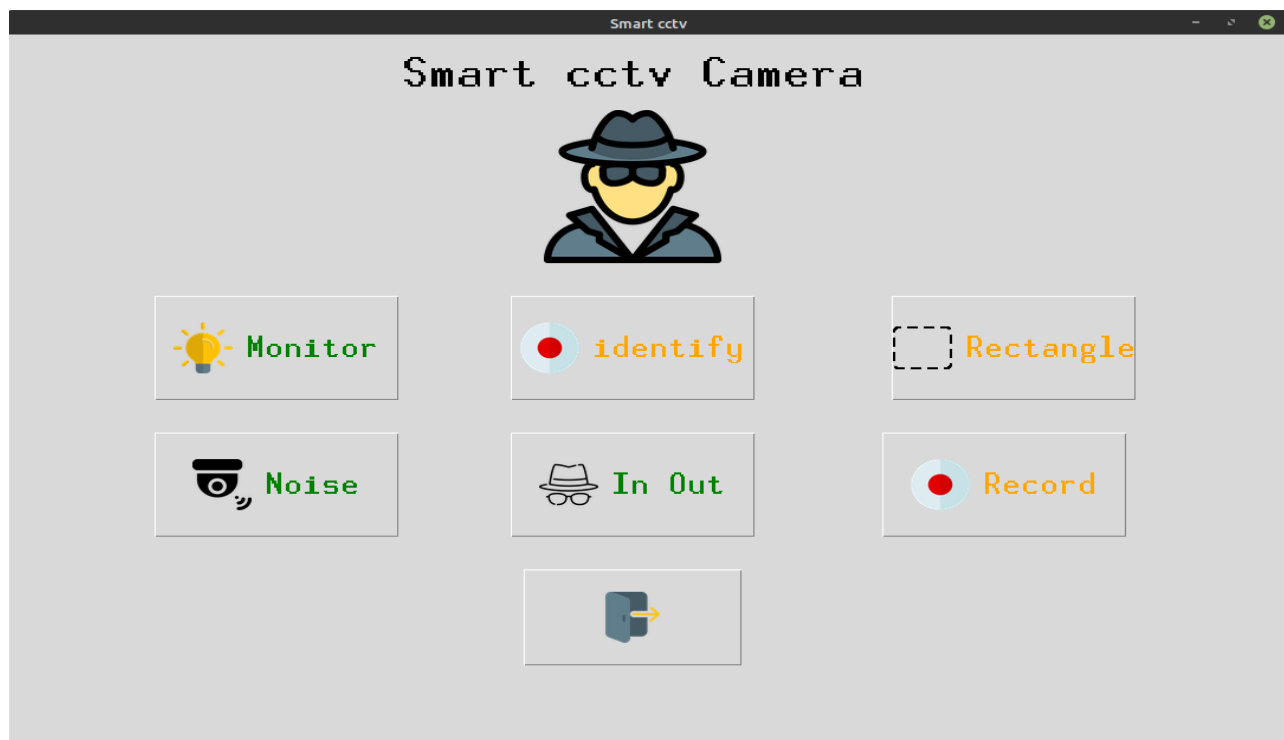 Smart cctv
Smart cctv Camera
Monitor
identify
Rectangle
Noise
In Out
Record